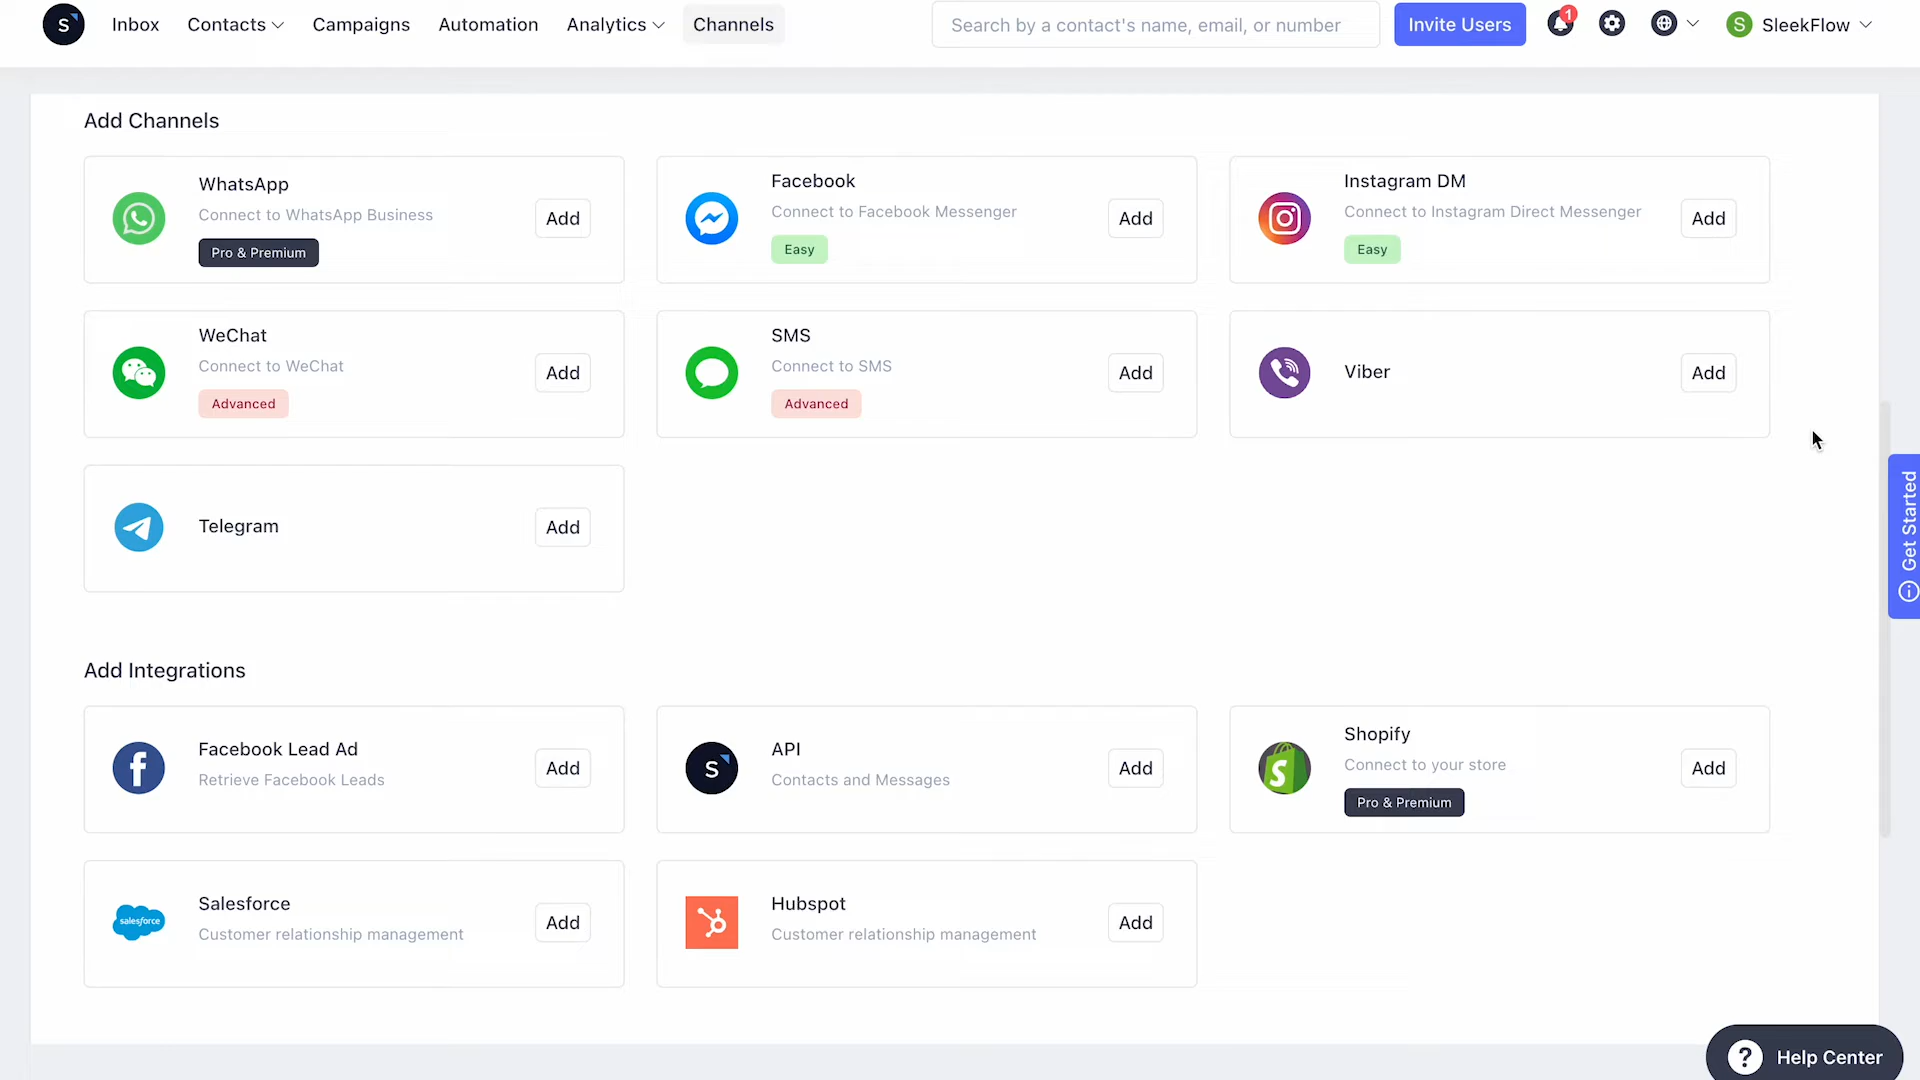 S
Inbox
Contacts
Campaigns
Automation
Analytics
Channels
Search by a contact's name, email, or number
Invite Users
1
S
SleekFlow
Add Channels
WhatsApp
Connect to WhatsApp Business
Pro & Premium
Add
Facebook
Connect to Facebook Messenger
Easy
Add
Instagram DM
Connect to Instagram Direct Messenger
Easy
Add
WeChat
Connect to WeChat
Advanced
Add
SMS
Connect to SMS
Advanced
Add
Viber
Add
Get Started
Telegram
Add
Add Integrations
Facebook Lead Ad
Retrieve Facebook Leads
Add
S
API
Contacts and Messages
Add
Shopify
Connect to your store
Pro & Premium
Add
salesforce
Salesforce
Customer relationship management
Add
Hubspot
Customer relationship management
Add
? Help Center